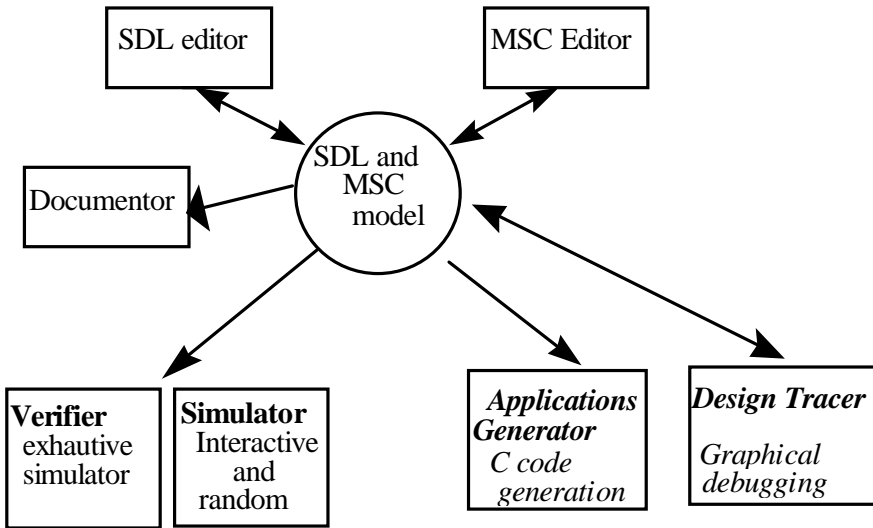 SDL editor
MSC Editor
SDL and
MSC
model
Documentor
Verifier
exhautive
simulator
Simulator
Interactive
and
random
Applications
Generator
C code
generation
Design Tracer
Graphical
debugging